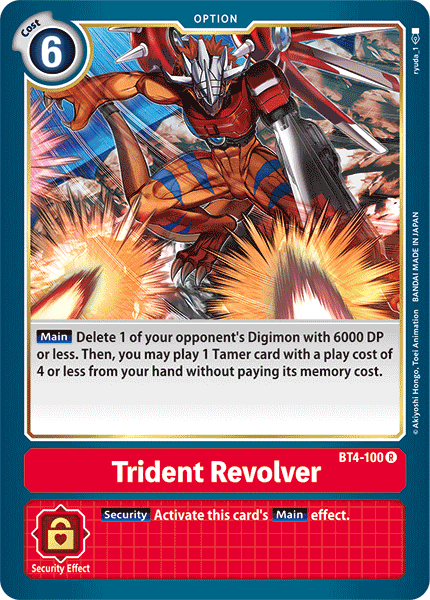 OPTION
Cost
6
ryuda_1
© Akiyoshi Hongo, Toei Animation BANDAI MADE IN JAPAN
Main Delete 1 of your opponent's Digimon with 6000 DP
or less. Then, you may play 1 Tamer card with a play cost of
4 or less from your hand without paying its memory cost.
BT4-100 R
Trident Revolver
Security Activate this card's Main effect.
Security Effect